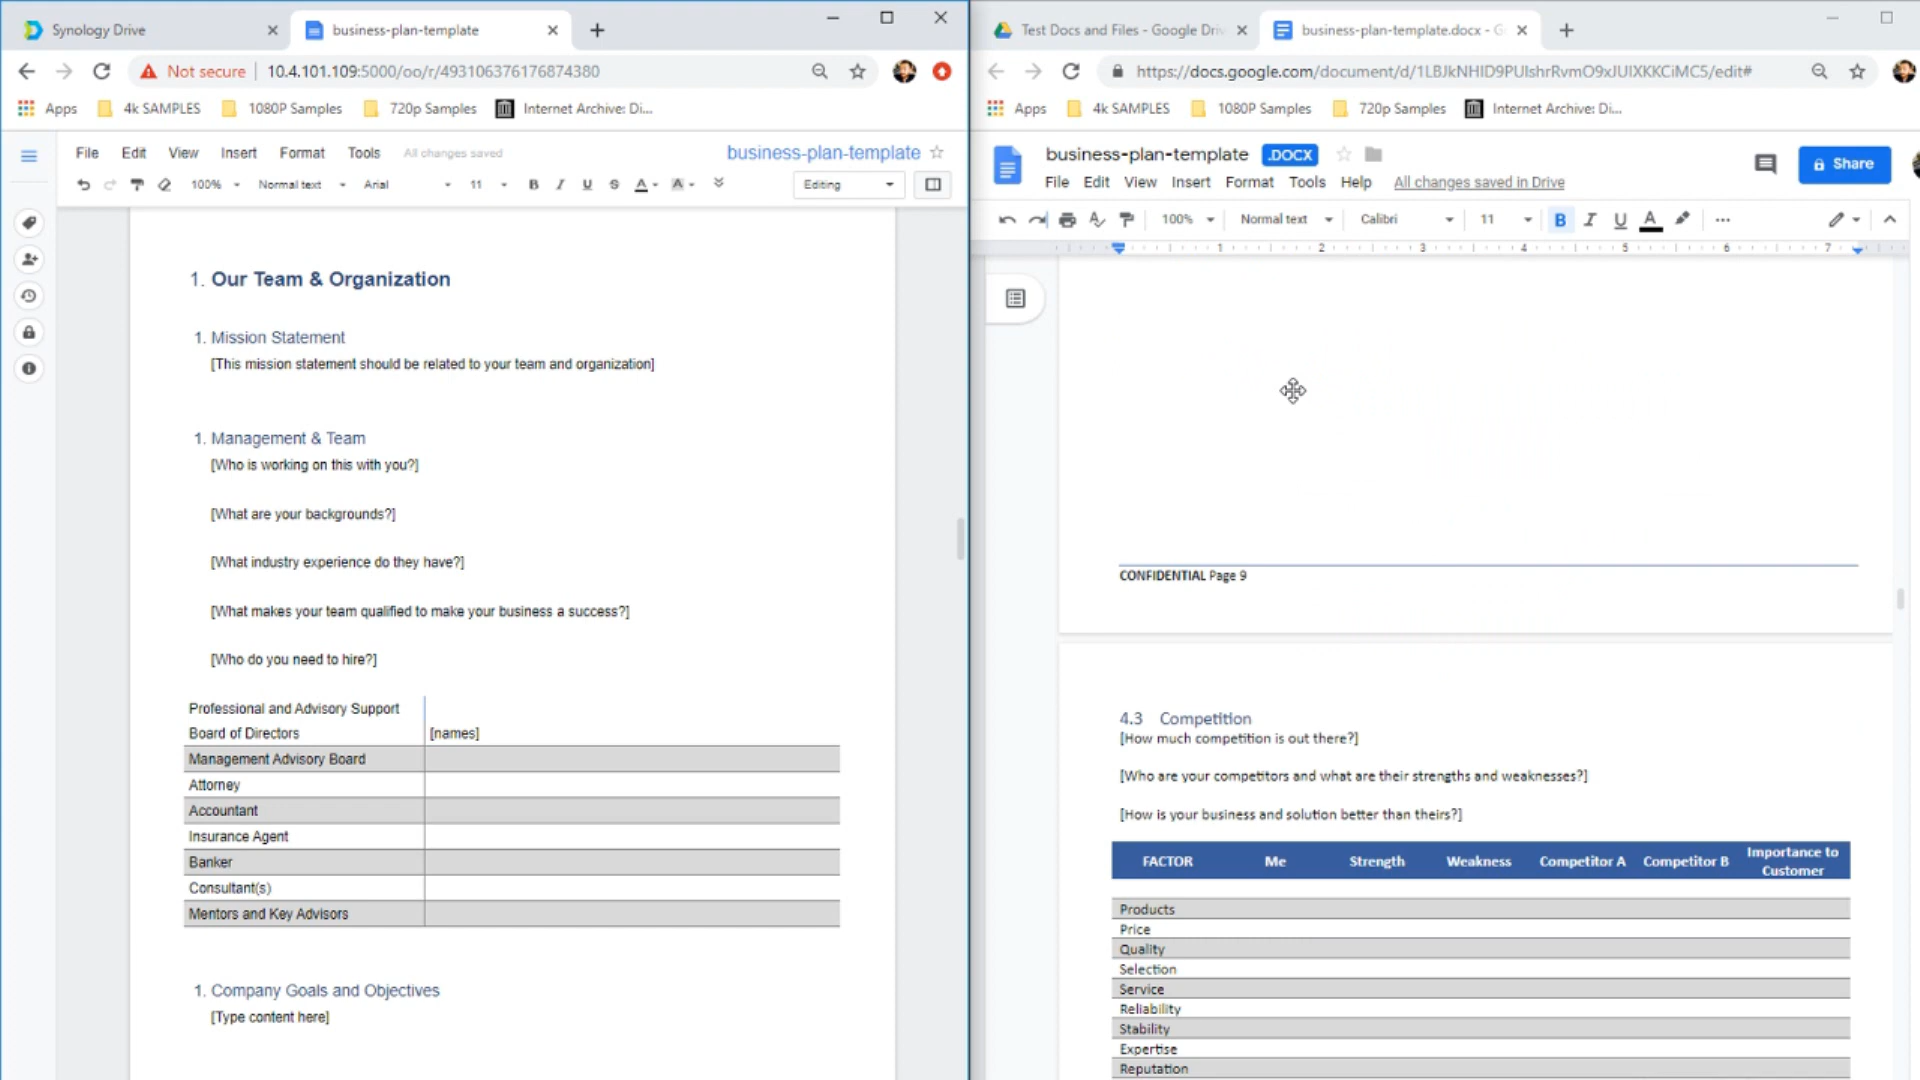 Synology Drive
business-plan-template
Not secure
10.4.101.109:5000/oo/r/493106376176874380
Apps
4k SAMPLES
1080P Samples
720p Samples
Internet Archive: Di...
File Edit View Insert Format Tools All changes saved
business-plan-template
100% Normal text Arial 11 B I U S A A Editing
1. Our Team & Organization
1. Mission Statement
[This mission statement should be related to your team and organization]
1. Management & Team
[Who is working on this with you?]
[What are your backgrounds?]
[What industry experience do they have?]
[What makes your team qualified to make your business a success?]
[Who do you need to hire?]
Professional and Advisory Support
Board of Directors [names]
Management Advisory Board
Attorney
Accountant
Insurance Agent
Banker
Consultant(s)
Mentors and Key Advisors
1. Company Goals and Objectives
[Type content here]
Test Docs and Files - Google Driv
business-plan-template.docx - G
https://docs.google.com/document/d/1LBJkNHID9PUIshrRvmO9xJUIXKKCiMC5/edit#
Apps
4k SAMPLES
1080P Samples
720p Samples
Internet Archive: Di...
business-plan-template .DOCX
Share
File Edit View Insert Format Tools Help All changes saved in Drive
100% Normal text Calibri 11 B I U A
1 2 3 4 5 6 7
CONFIDENTIAL Page 9
4.3 Competition
[How much competition is out there?]
[Who are your competitors and what are their strengths and weaknesses?]
[How is your business and solution better than theirs?]
FACTOR Me Strength Weakness Competitor A Competitor B Importance to Customer
Products
Price
Quality
Selection
Service
Reliability
Stability
Expertise
Reputation